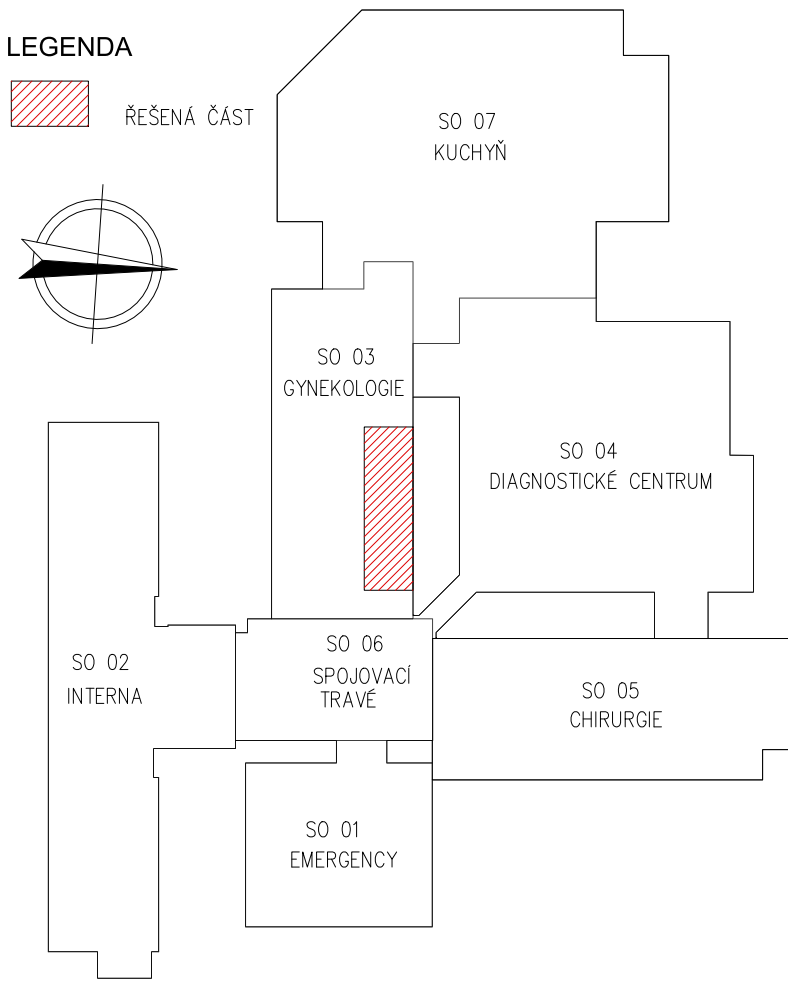 LEGENDA
ŘEŠENÁ ČÁST
SO 07
KUCHYŇ
SO 03
GYNEKOLOGIE
SO 04
DIAGNOSTICKÉ CENTRUM
SO 02
INTERNA
SO 06
SPOJOVACÍ
TRAVÉ
SO 05
CHIRURGIE
SO 01
EMERGENCY